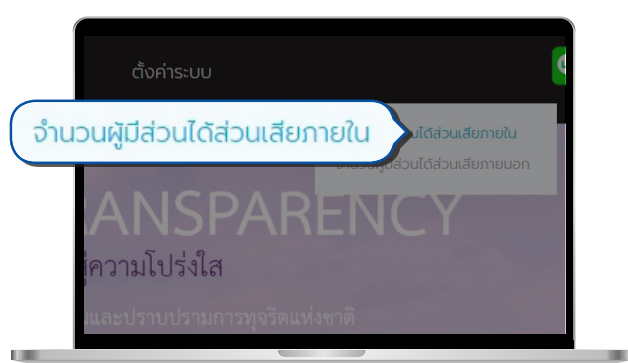 ตั้งค่าระบบ
จำนวนผู้มีส่วนได้ส่วนเสียภายใน
ได้ส่วนเสียภายใน
จำนวนผู้มีส่วนได้ส่วนเสียภายนอก
RANSPARENCY
สู่ความโปร่งใส
และปราบปรามการทุจริตแห่งชาติ